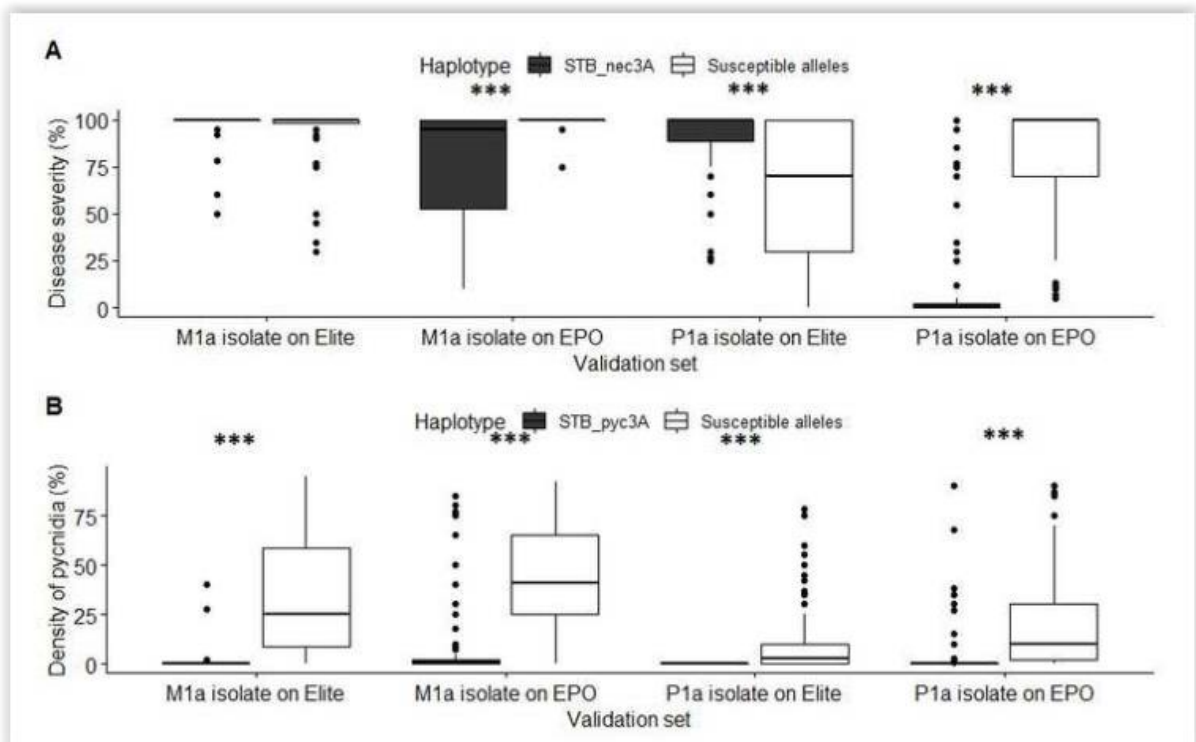 A
Haplotype STB_nec3A Susceptible alleles
*** *** ***
Disease severity (%)
100
75
50
25
0
M1a isolate on Elite M1a isolate on EPO P1a isolate on Elite P1a isolate on EPO
Validation set
B
Haplotype STB_pyc3A Susceptible alleles
*** *** *** ***
Density of pycnidia (%)
75
50
25
0
M1a isolate on Elite M1a isolate on EPO P1a isolate on Elite P1a isolate on EPO
Validation set